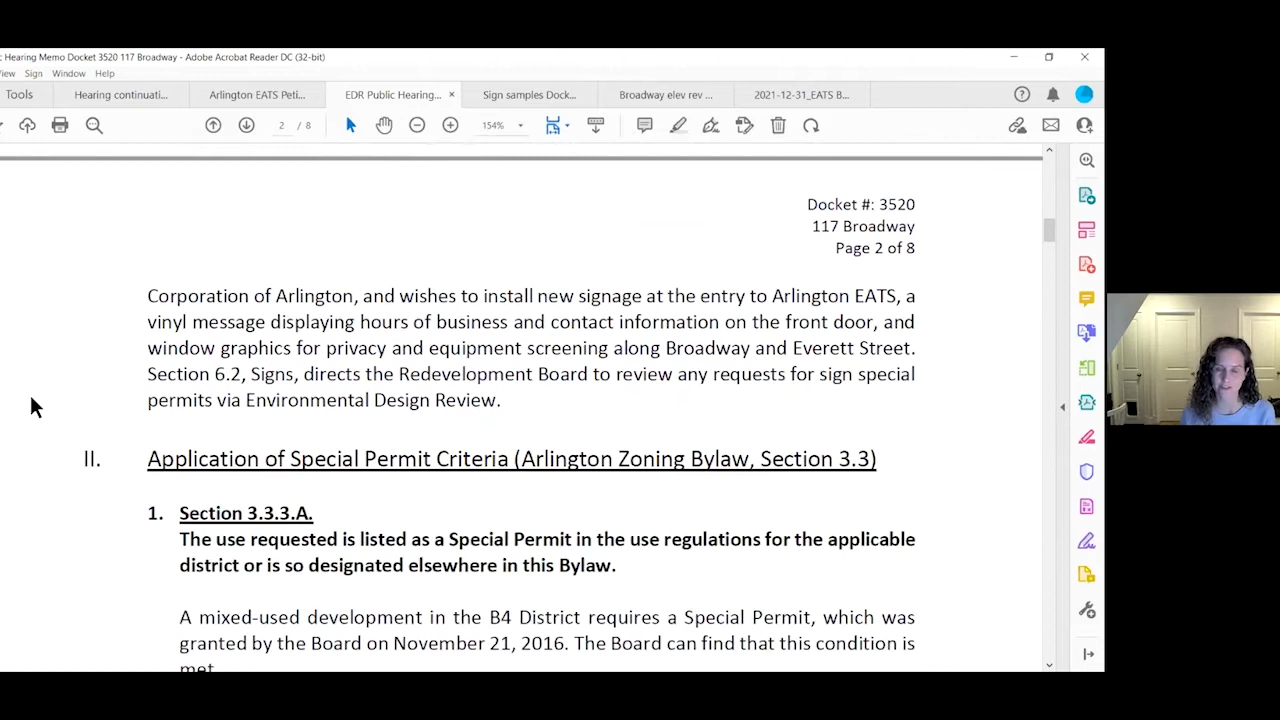 c Hearing Memo Docket 3520 117 Broadway - Adobe Acrobat Reader DC (32-bit)
iew Sign Window Help
Tools Hearing continuati... Arlington EATS Peti... EDR Public Hearing... × Sign samples Dock... Broadway elev rev ... 2021-12-31_EATS B...
2 / 8 154%
Docket #: 3520
117 Broadway
Page 2 of 8
Corporation of Arlington, and wishes to install new signage at the entry to Arlington EATS, a
vinyl message displaying hours of business and contact information on the front door, and
window graphics for privacy and equipment screening along Broadway and Everett Street.
Section 6.2, Signs, directs the Redevelopment Board to review any requests for sign special
permits via Environmental Design Review.
II. Application of Special Permit Criteria (Arlington Zoning Bylaw, Section 3.3)
1. Section 3.3.3.A.
The use requested is listed as a Special Permit in the use regulations for the applicable
district or is so designated elsewhere in this Bylaw.
A mixed-used development in the B4 District requires a Special Permit, which was
granted by the Board on November 21, 2016. The Board can find that this condition is
met.